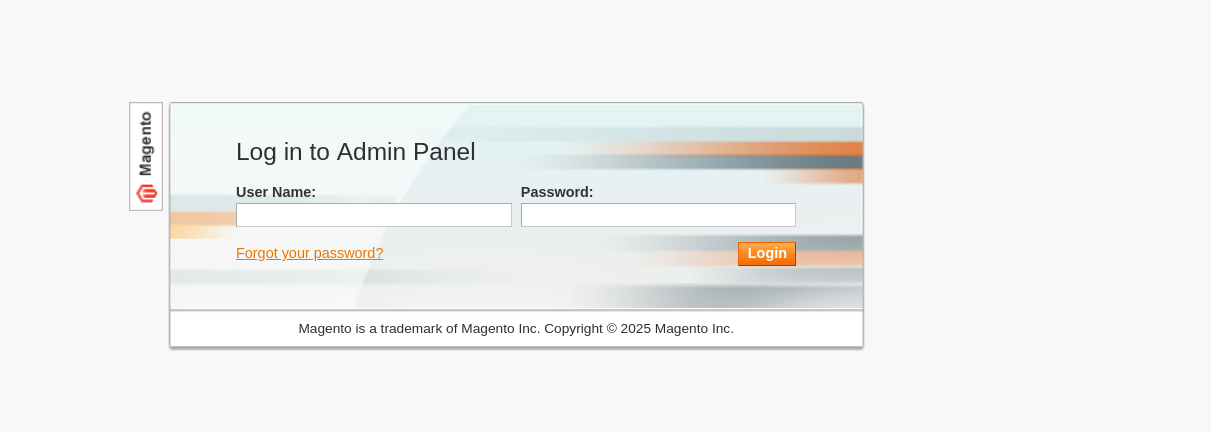 Magento
Log in to Admin Panel
User Name:
Password:
Forgot your password?
Login
Magento is a trademark of Magento Inc. Copyright © 2025 Magento Inc.